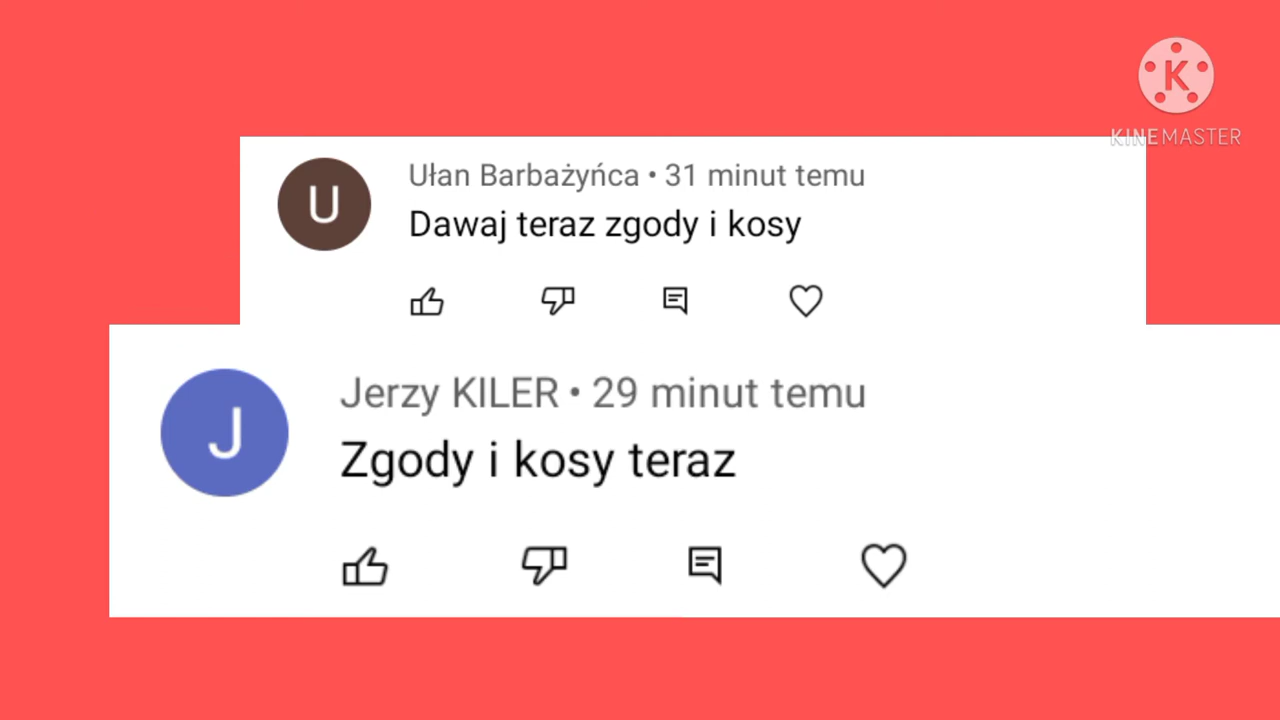 K
KINEMASTER
U
Ułan Barbażyńca • 31 minut temu
Dawaj teraz zgody i kosy
J
Jerzy KILER • 29 minut temu
Zgody i kosy teraz